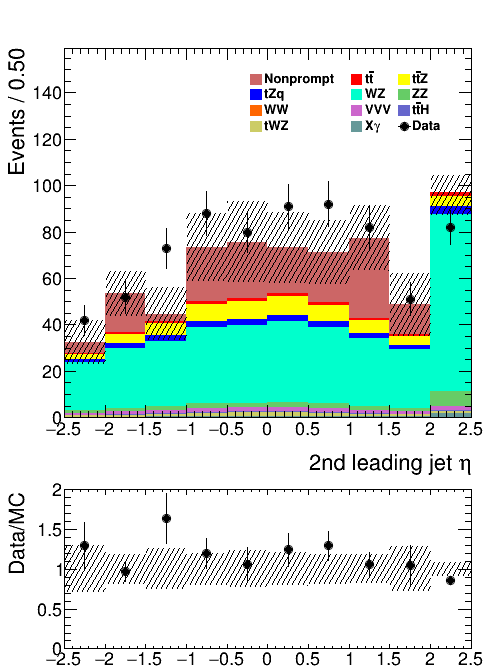 Events / 0.50
140
120
100
80
60
40
20
0
Nonprompt tt̄ tt̄Z
tZq WZ ZZ
WW VVV tt̄H
tWZ Xγ Data
−2.5 −2 −1.5 −1 −0.5 0 0.5 1 1.5 2 2.5
2nd leading jet η
Data/MC
2
1.5
1
0.5
0
−2.5 −2 −1.5 −1 −0.5 0 0.5 1 1.5 2 2.5